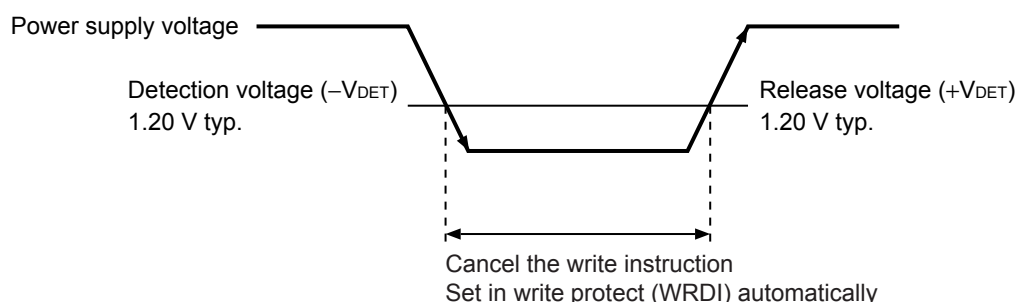 Power supply voltage
Detection voltage (−VDET)
1.20 V typ.
Release voltage (+VDET)
1.20 V typ.
Cancel the write instruction
Set in write protect (WRDI) automatically